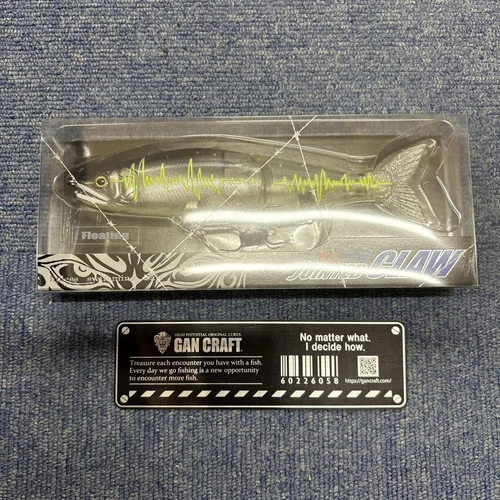 Floating
JOINTED CLAW
HIGH POTENTIAL ORIGINAL LURES
GAN CRAFT.
Treasure each encounter you have with a fish.
Every day we go fishing is a new opportunity
to encounter more fish.
No matter what.
I decide how.
60226058
https://gancraft.com/